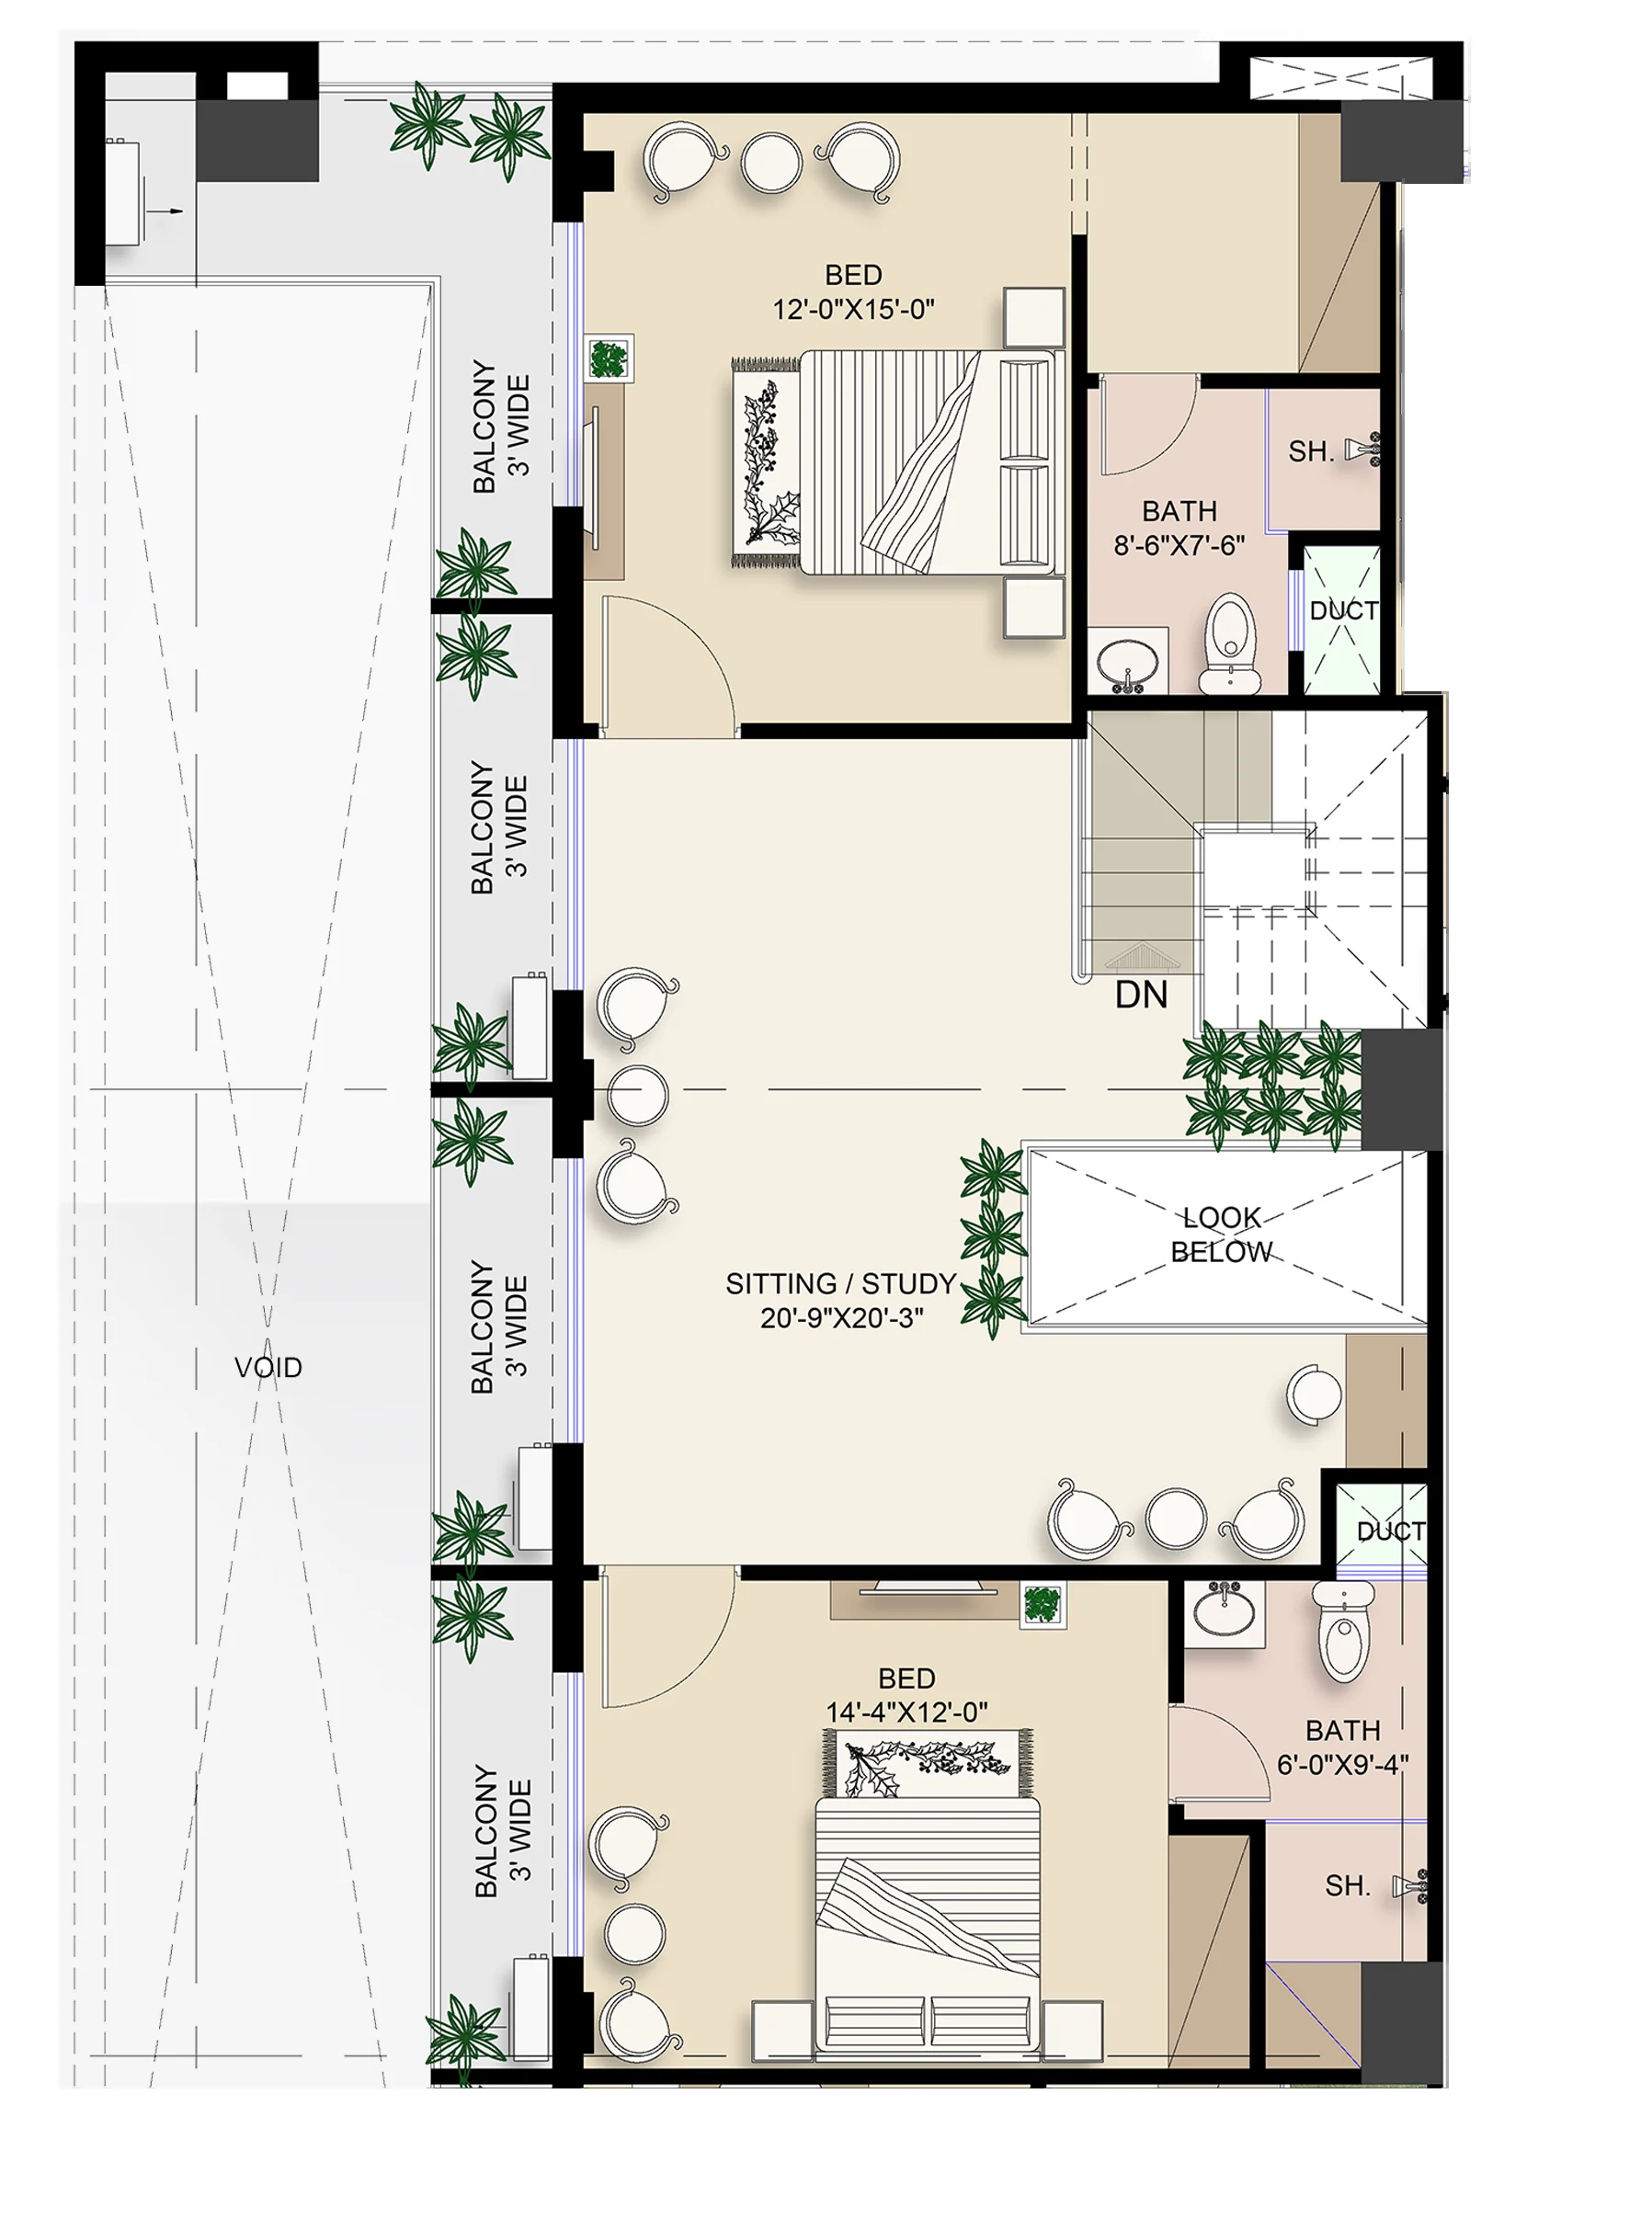 BED
12'-0"X15'-0"
BALCONY
3' WIDE
SH.
BATH
8'-6"X7'-6"
DUCT
BALCONY
3' WIDE
DN
LOOK
BELOW
SITTING / STUDY
20'-9"X20'-3"
BALCONY
3' WIDE
VOID
DUCT
BED
14'-4"X12'-0"
BATH
6'-0"X9'-4"
BALCONY
3' WIDE
SH.